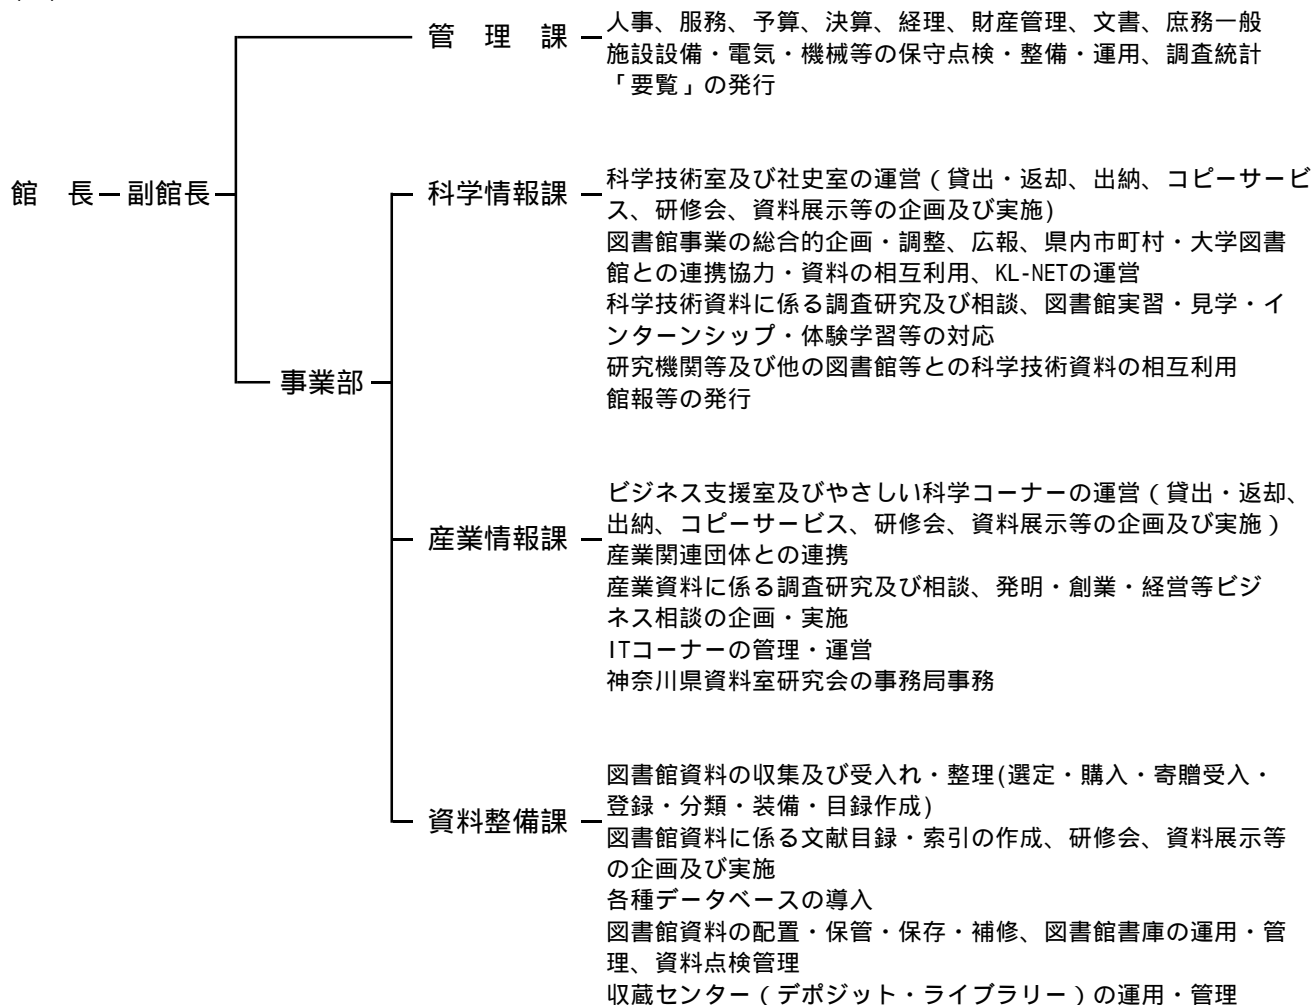 館　長
副館長
管　理　課
人事、服務、予算、決算、経理、財産管理、文書、庶務一般
施設設備・電気・機械等の保守点検・整備・運用、調査統計
「要覧」の発行
事業部
科学情報課
科学技術室及び社史室の運営（貸出・返却、出納、コピーサービ
ス、研修会、資料展示等の企画及び実施)
図書館事業の総合的企画・調整、広報、県内市町村・大学図書
館との連携協力・資料の相互利用、KL-NETの運営
科学技術資料に係る調査研究及び相談、図書館実習・見学・イ
ンターンシップ・体験学習等の対応
研究機関等及び他の図書館等との科学技術資料の相互利用
館報等の発行
産業情報課
ビジネス支援室及びやさしい科学コーナーの運営（貸出・返却、
出納、コピーサービス、研修会、資料展示等の企画及び実施）
産業関連団体との連携
産業資料に係る調査研究及び相談、発明・創業・経営等ビジ
ネス相談の企画・実施
ITコーナーの管理・運営
神奈川県資料室研究会の事務局事務
資料整備課
図書館資料の収集及び受入れ・整理(選定・購入・寄贈受入・
登録・分類・装備・目録作成)
図書館資料に係る文献目録・索引の作成、研修会、資料展示等
の企画及び実施
各種データベースの導入
図書館資料の配置・保管・保存・補修、図書館書庫の運用・管
理、資料点検管理
収蔵センター（デポジット・ライブラリー）の運用・管理